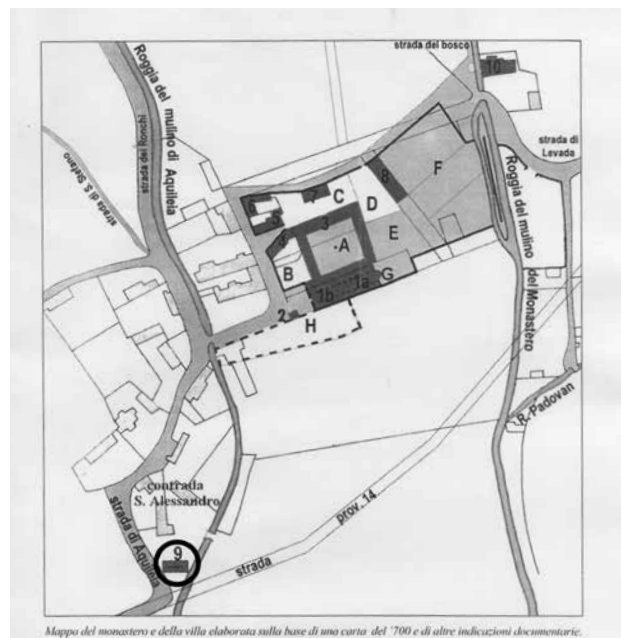 strada del bosco
10
Roggia del mulino di Aquileia
strada dei Ronchi
strada di S. Stefano
strada di
Levada
8
F
7
C
D
5
3
4
A
E
B
G
1a
1b
2
H
Roggia del mulino del Monastero
R. Padovan
contrada
S. Alessandro
strada di Aquileia
9
strada prov. 14
Mappa del monastero e della villa elaborata sulla base di una carta del '700 e di altre indicazioni documentarie.